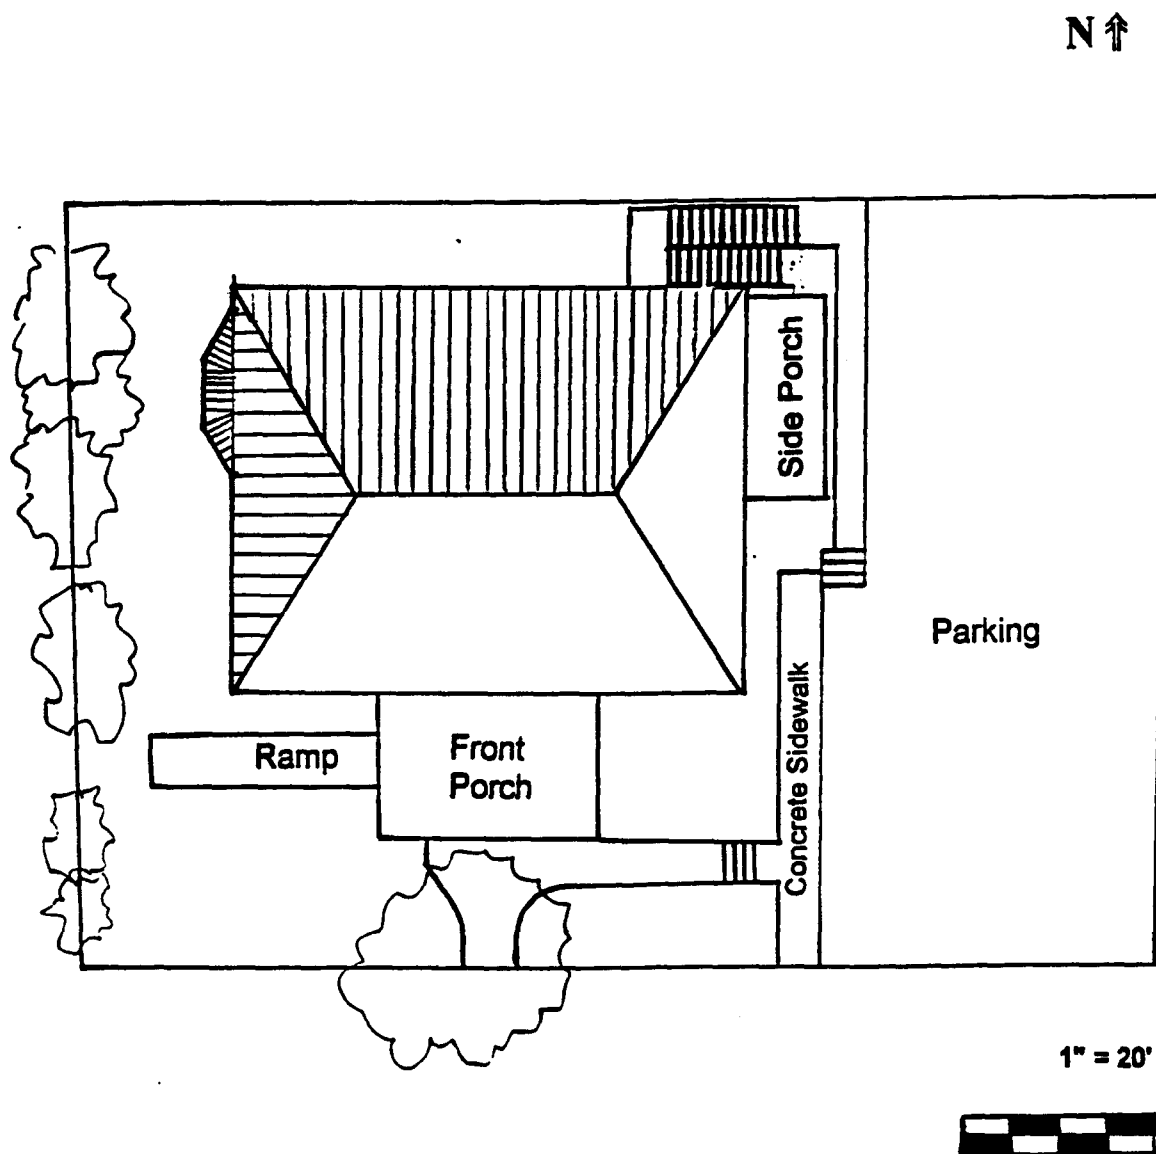 N
Side Porch
Parking
Concrete Sidewalk
Ramp
Front
Porch
1" = 20'